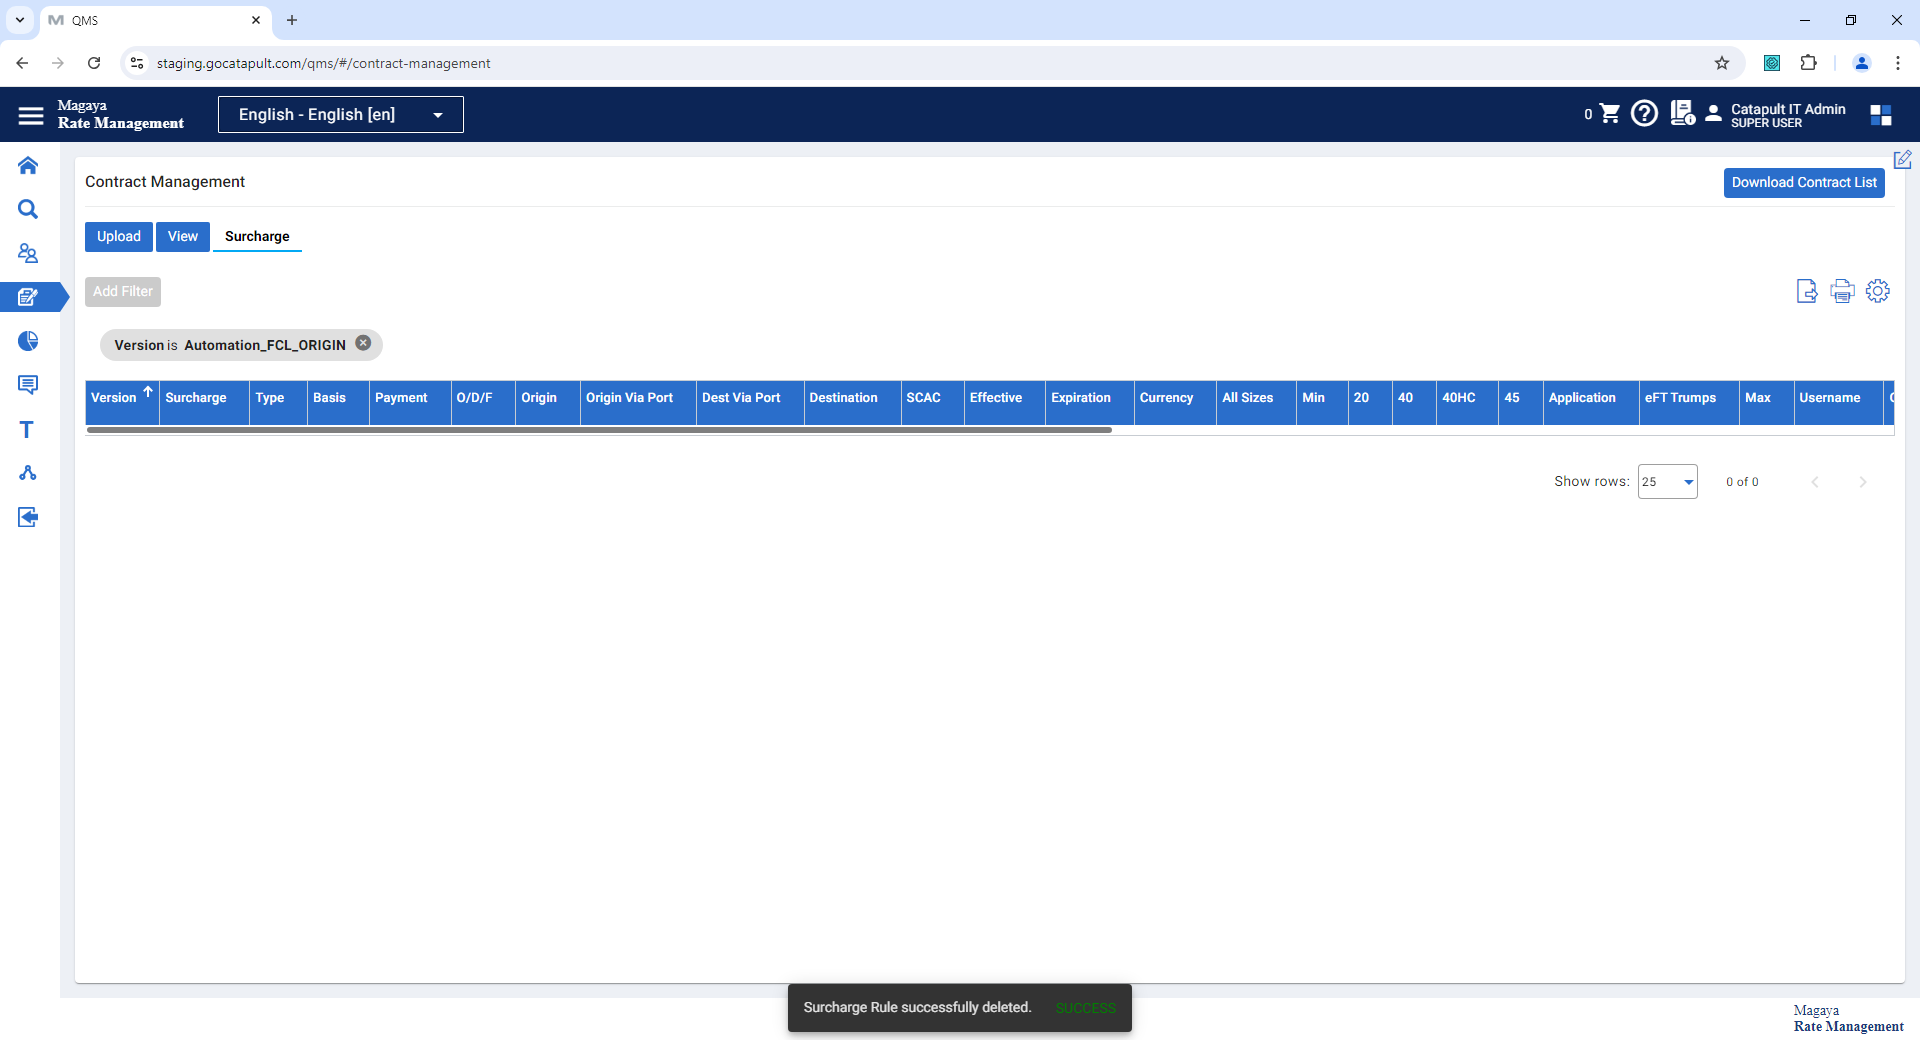 QMS
staging.gocatapult.com/qms/#/contract-management
Magaya
Rate Management
English - English [en]
0
Catapult IT Admin
SUPER USER
Contract Management
Download Contract List
Upload View Surcharge
Add Filter
Version is Automation_FCL_ORIGIN
Version Surcharge Type Basis Payment O/D/F Origin Origin Via Port Dest Via Port Destination SCAC Effective Expiration Currency All Sizes Min 20 40 40HC 45 Application eFT Trumps Max Username
Show rows: 25 0 of 0
Surcharge Rule successfully deleted. SUCCESS
Magaya
Rate Management